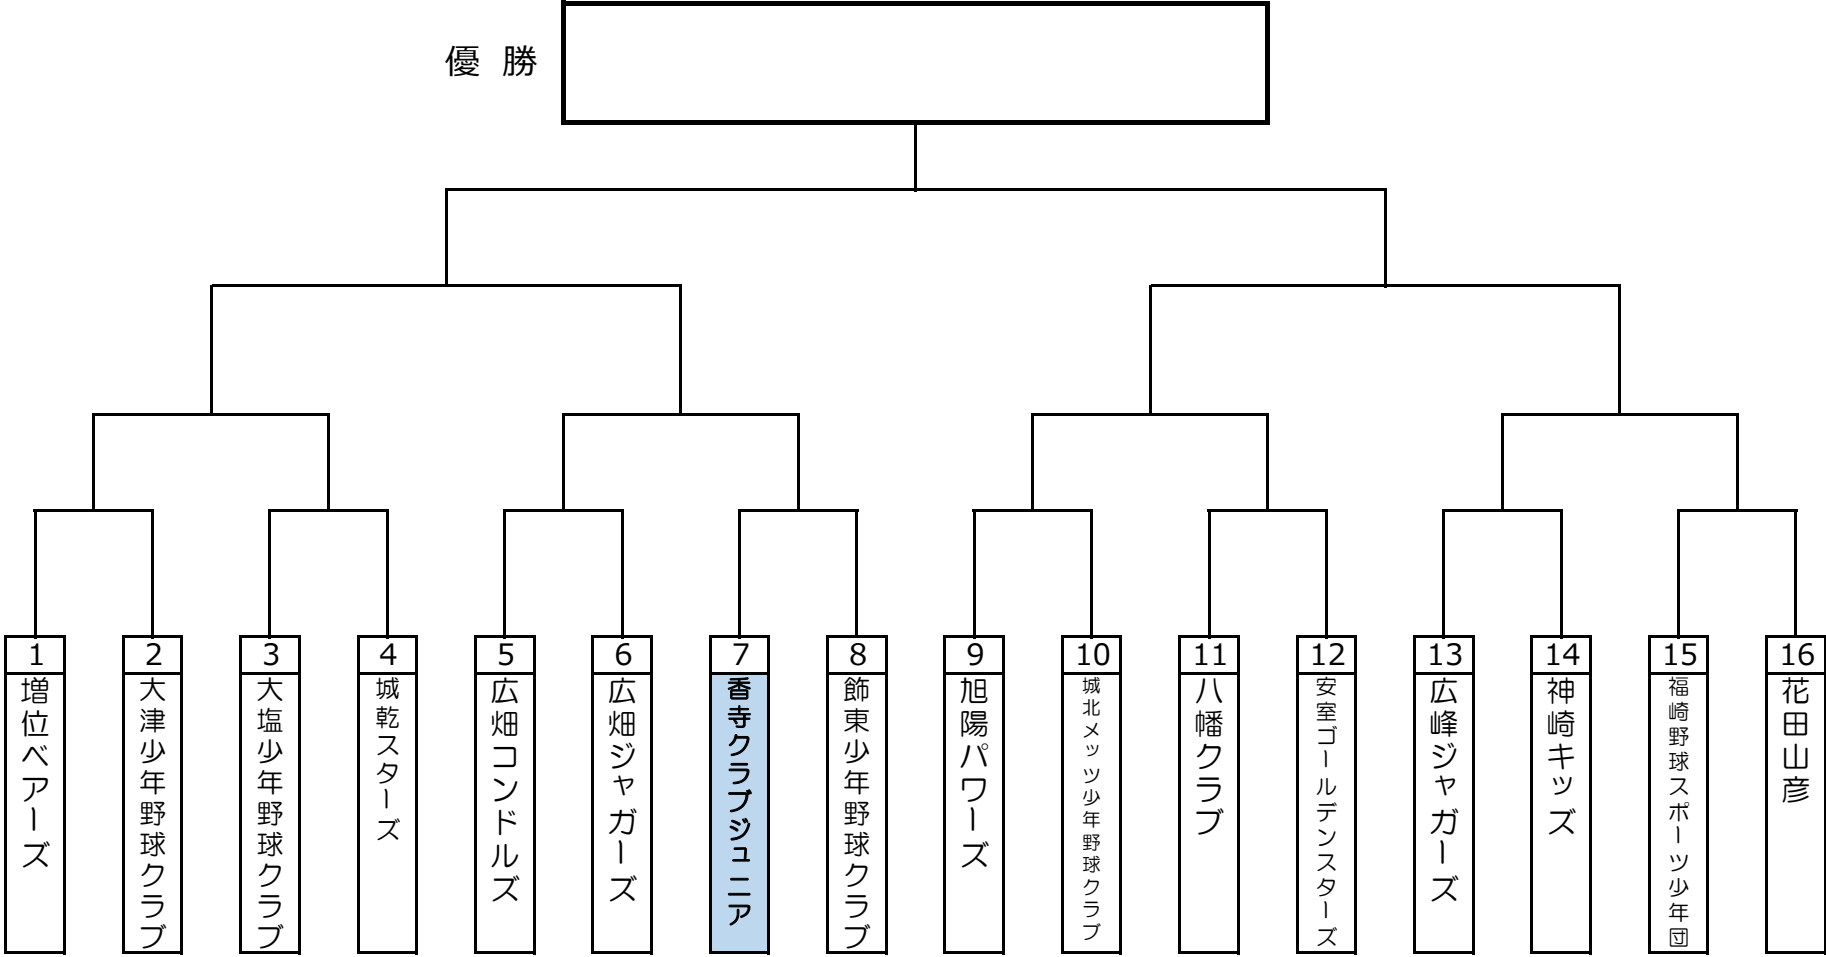 優 勝
1
増位ベアーズ
2
大津少年野球クラブ
3
大塩少年野球クラブ
4
城乾スターズ
5
広畑コンドルズ
6
広畑ジャガーズ
7
香寺クラブジュニア
8
飾東少年野球クラブ
9
旭陽パワーズ
10
城北メッツ少年野球クラブ
11
八幡クラブ
12
安室ゴールデンスターズ
13
広峰ジャガーズ
14
神崎キッズ
15
福崎野球スポーツ少年団
16
花田山彦